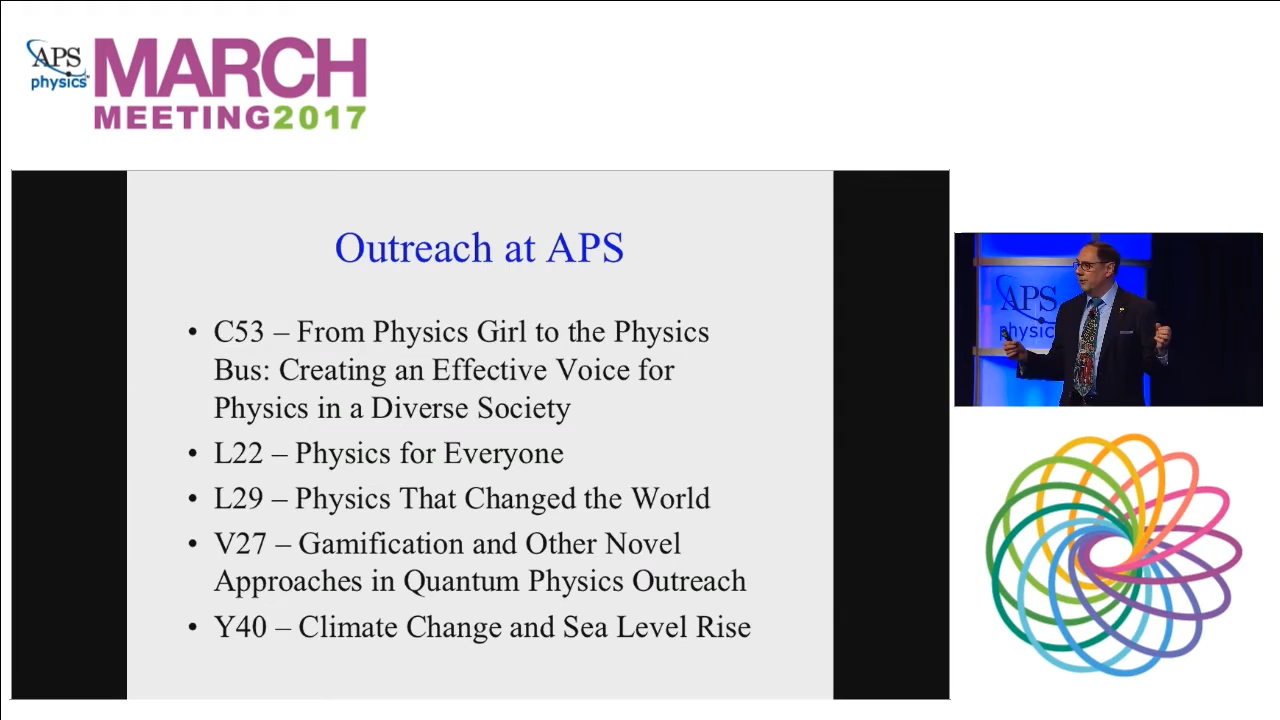 APS
physics
MARCH
MEETING2017
Outreach at APS
• C53 – From Physics Girl to the Physics
Bus: Creating an Effective Voice for
Physics in a Diverse Society
• L22 – Physics for Everyone
• L29 – Physics That Changed the World
• V27 – Gamification and Other Novel
Approaches in Quantum Physics Outreach
• Y40 – Climate Change and Sea Level Rise
APS
physic